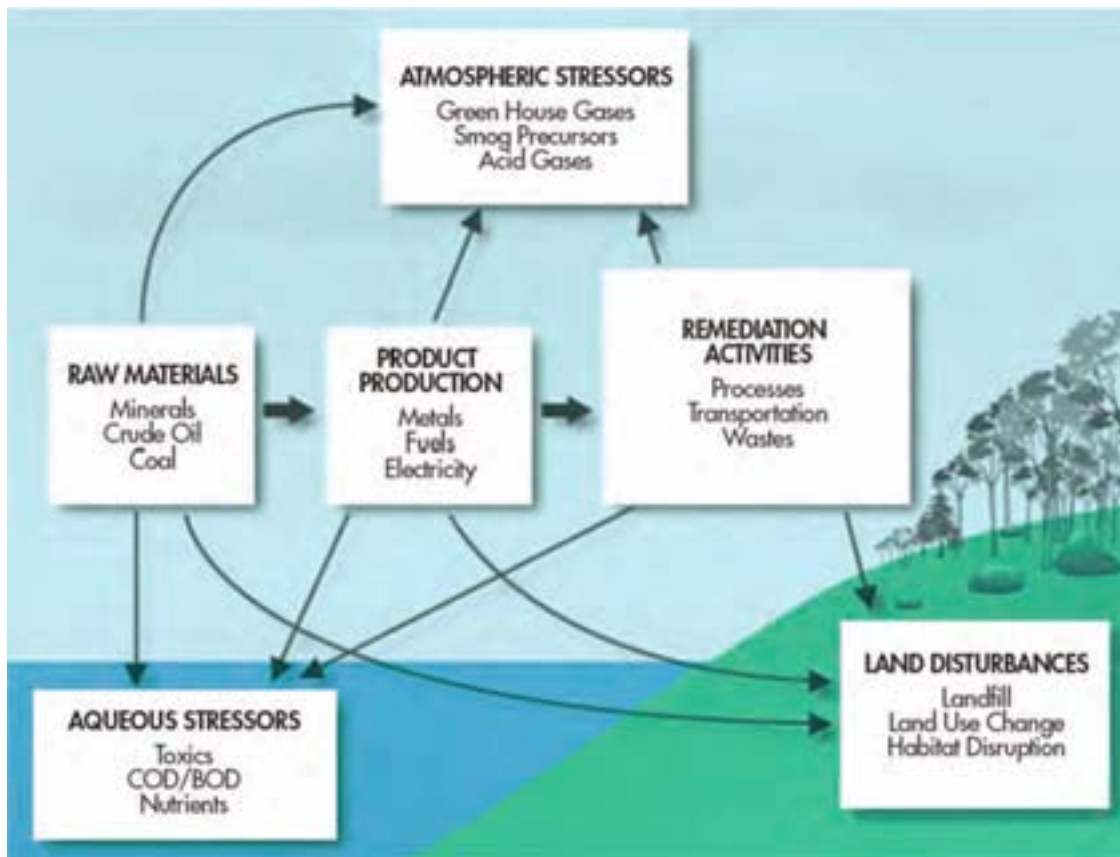 ATMOSPHERIC STRESSORS
Green House Gases
Smog Precursors
Acid Gases
RAW MATERIALS
Minerals
Crude Oil
Coal
PRODUCT
PRODUCTION
Metals
Fuels
Electricity
REMEDIATION
ACTIVITIES
Processes
Transportation
Wastes
AQUEOUS STRESSORS
Toxics
COD/BOD
Nutrients
LAND DISTURBANCES
Landfill
Land Use Change
Habitat Disruption